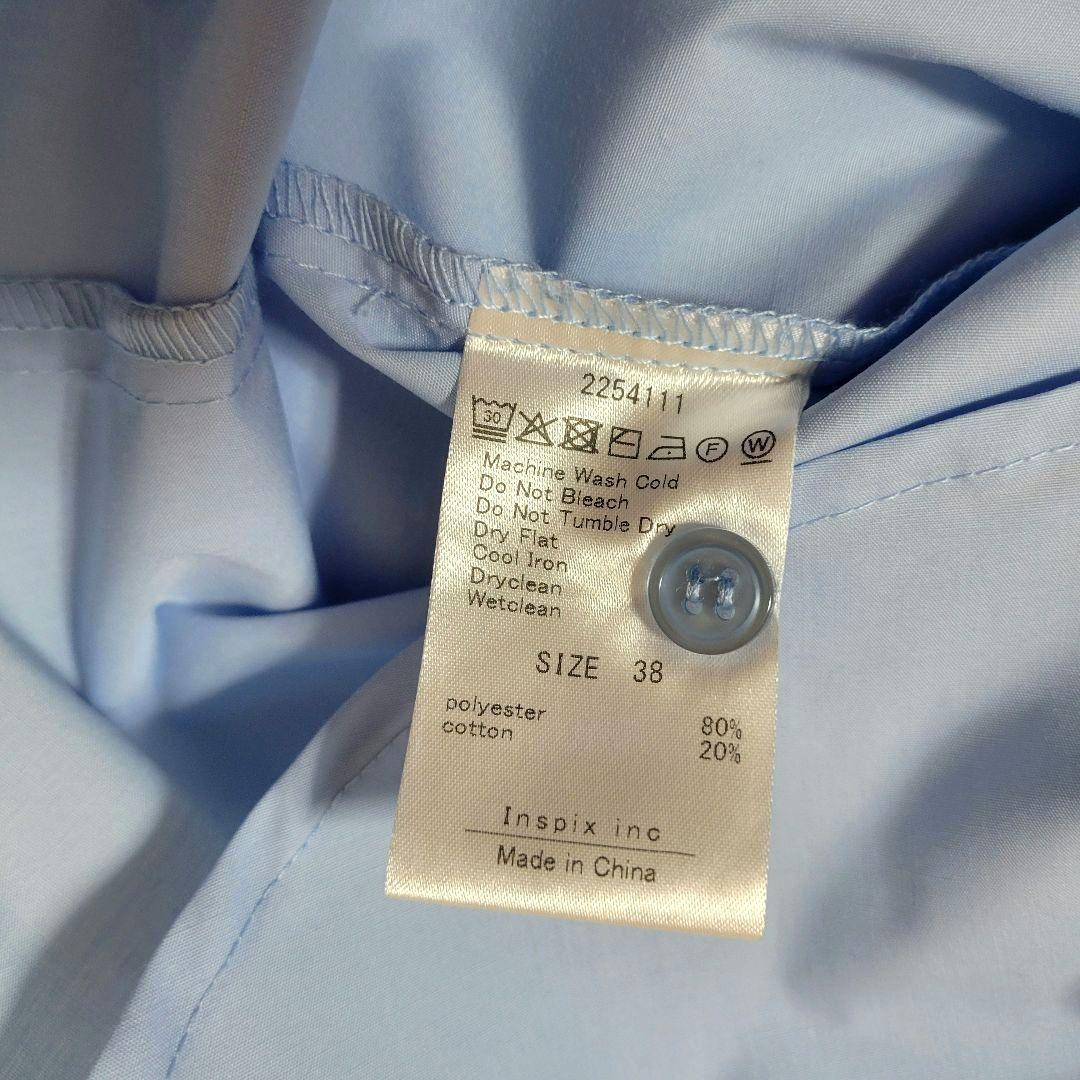 2254111
30 F W
Machine Wash Cold
Do Not Bleach
Do Not Tumble Dry
Dry Flat
Cool Iron
Dryclean
Wetclean
SIZE 38
polyester 80%
cotton 20%
Inspix inc
Made in China